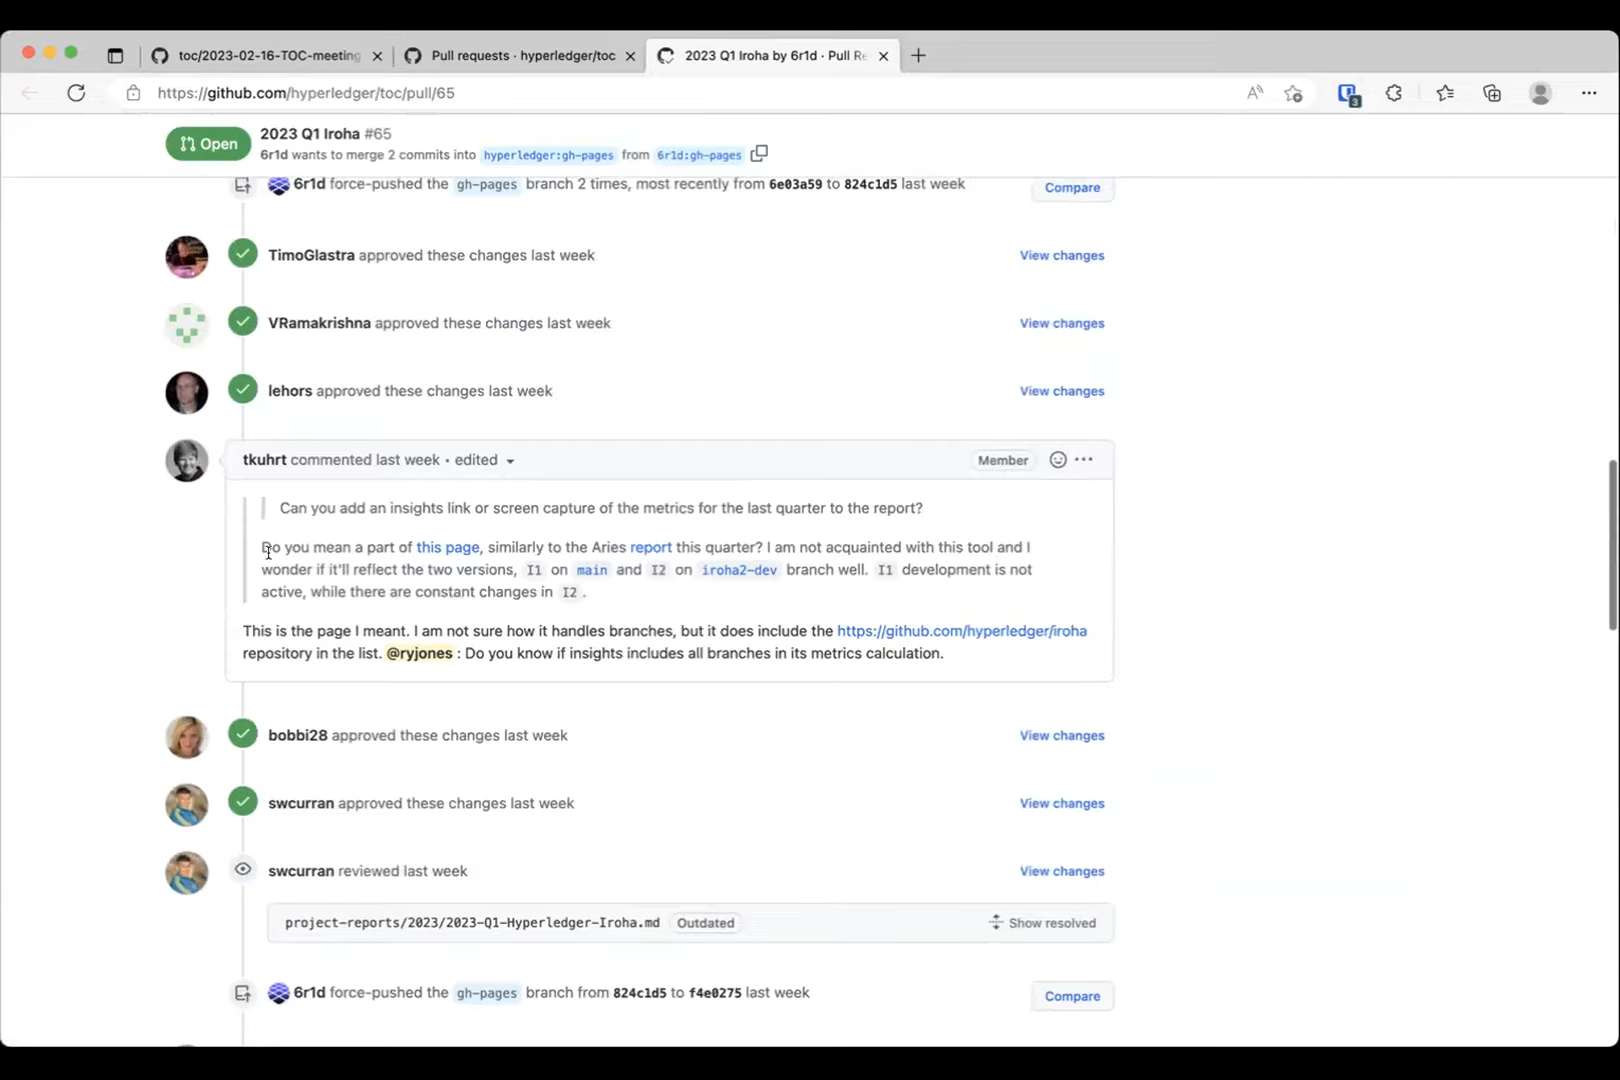 toc/2023-02-16-TOC-meeting
Pull requests · hyperledger/toc
2023 Q1 Iroha by 6r1d · Pull Re
https://github.com/hyperledger/toc/pull/65
3
Open
2023 Q1 Iroha #65
6r1d wants to merge 2 commits into hyperledger:gh-pages from 6r1d:gh-pages
6r1d force-pushed the gh-pages branch 2 times, most recently from 6e03a59 to 824c1d5 last week
Compare
TimoGlastra approved these changes last week
View changes
VRamakrishna approved these changes last week
View changes
lehors approved these changes last week
View changes
tkuhrt commented last week • edited
Member
Can you add an insights link or screen capture of the metrics for the last quarter to the report?
Do you mean a part of this page, similarly to the Aries report this quarter? I am not acquainted with this tool and I
wonder if it'll reflect the two versions, I1 on main and I2 on iroha2-dev branch well. I1 development is not
active, while there are constant changes in I2 .
This is the page I meant. I am not sure how it handles branches, but it does include the https://github.com/hyperledger/iroha
repository in the list. @ryjones : Do you know if insights includes all branches in its metrics calculation.
bobbi28 approved these changes last week
View changes
swcurran approved these changes last week
View changes
swcurran reviewed last week
View changes
project-reports/2023/2023-Q1-Hyperledger-Iroha.md
Outdated
Show resolved
6r1d force-pushed the gh-pages branch from 824c1d5 to f4e0275 last week
Compare